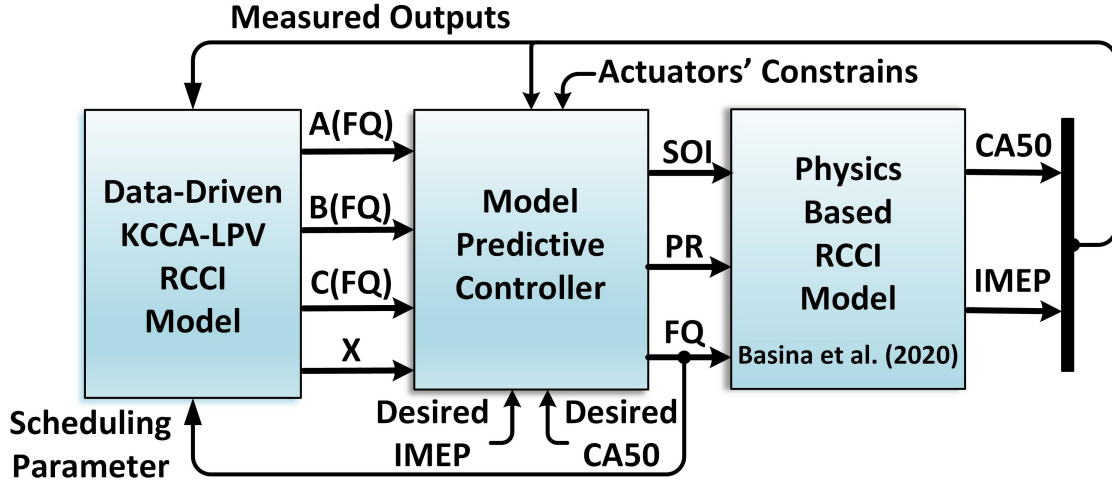 Measured Outputs
Actuators' Constrains
Data-Driven
KCCA-LPV
RCCI
Model
A(FQ)
B(FQ)
C(FQ)
X
Model
Predictive
Controller
SOI
PR
FQ
Physics
Based
RCCI
Model
Basina et al. (2020)
CA50
IMEP
Scheduling
Parameter
Desired
IMEP
Desired
CA50